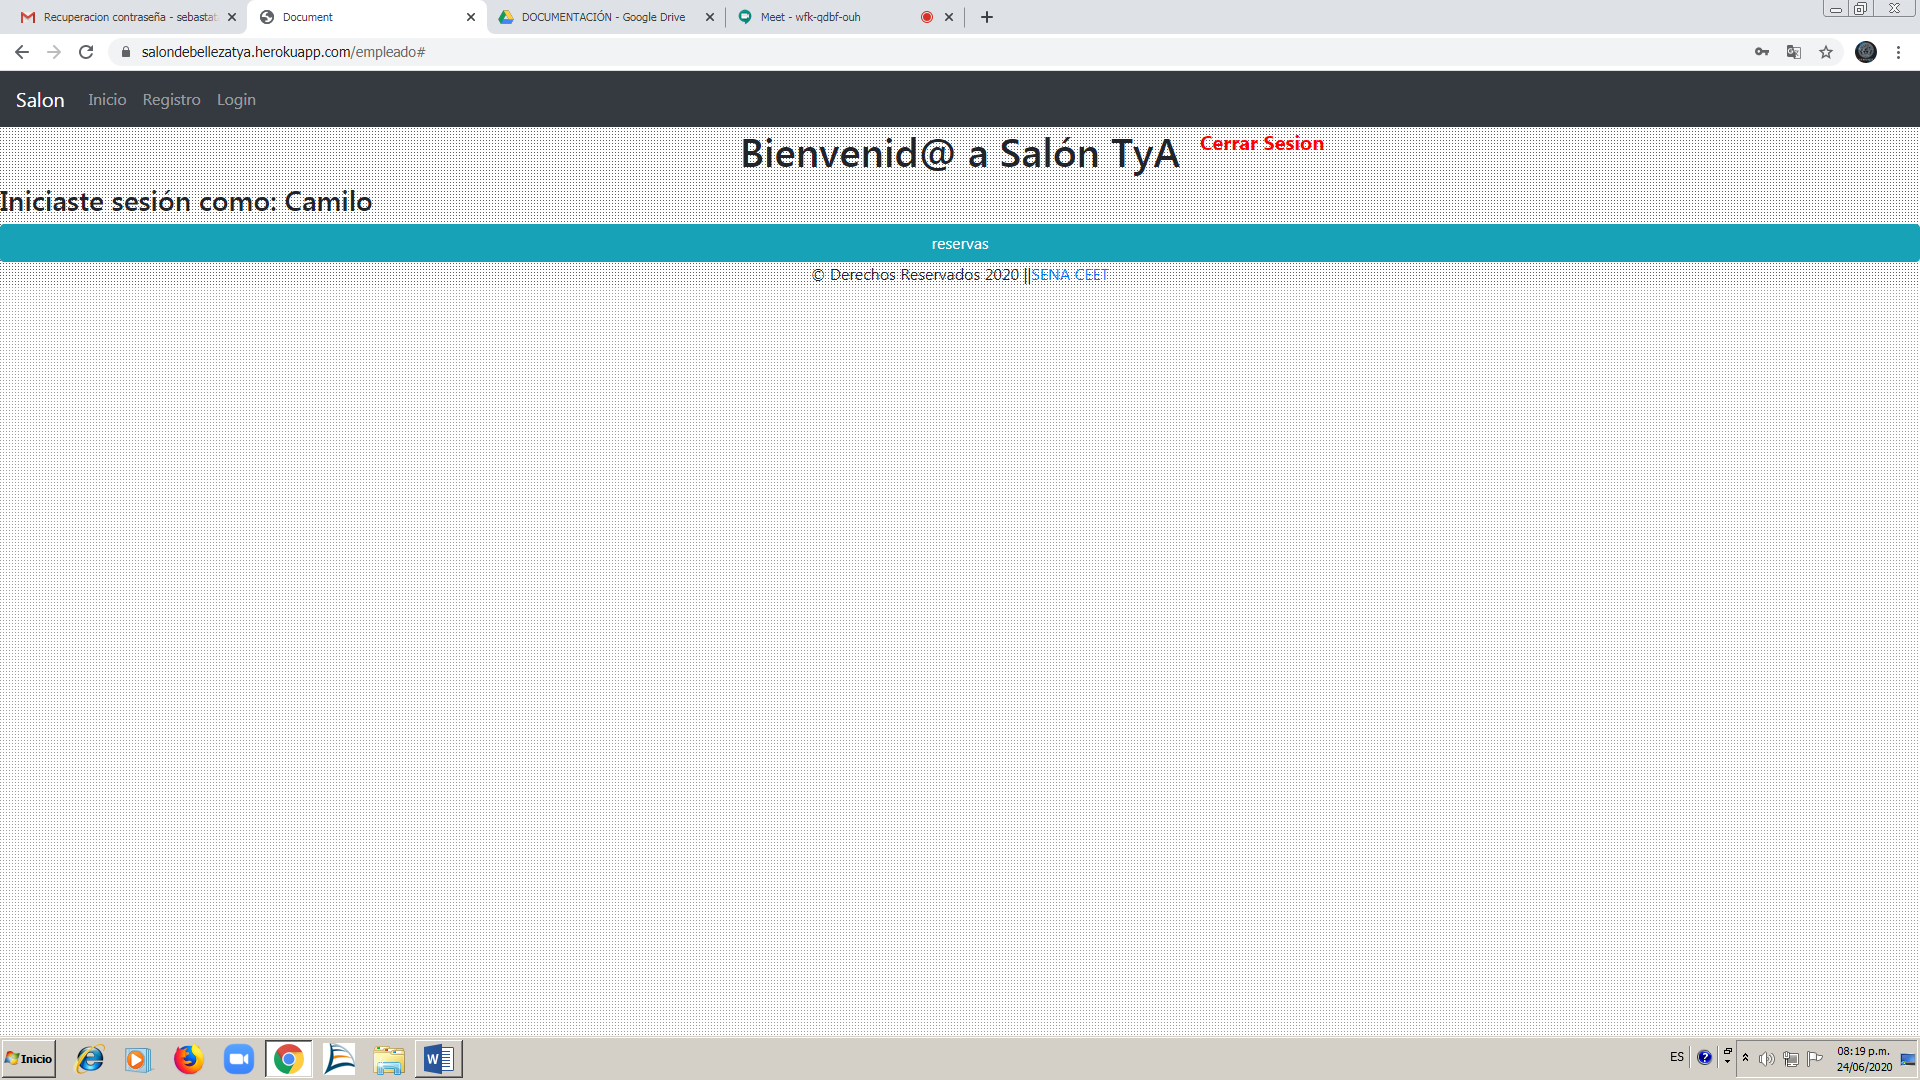 Recuperacion contraseña - sebasta
Document
DOCUMENTACIÓN - Google Drive
Meet - wfk-qdbf-ouh
salondebellezatya.herokuapp.com/empleado#
Salon Inicio Registro Login
Bienvenid@ a Salón TyA
Cerrar Sesion
Iniciaste sesión como: Camilo
reservas
© Derechos Reservados 2020 ||SENA CEET
Inicio
ES
08:19 p.m.
24/06/2020